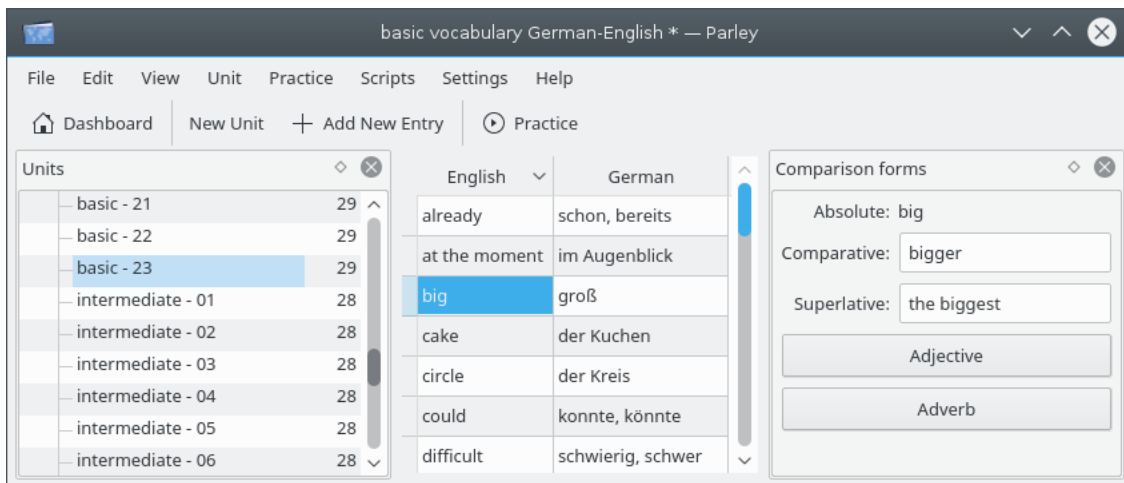 basic vocabulary German-English * — Parley
File Edit View Unit Practice Scripts Settings Help
Dashboard New Unit Add New Entry Practice
Units
basic - 21 29
basic - 22 29
basic - 23 29
intermediate - 01 28
intermediate - 02 28
intermediate - 03 28
intermediate - 04 28
intermediate - 05 28
intermediate - 06 28
English German
already schon, bereits
at the moment im Augenblick
big groß
cake der Kuchen
circle der Kreis
could konnte, könnte
difficult schwierig, schwer
Comparison forms
Absolute: big
Comparative: bigger
Superlative: the biggest
Adjective
Adverb